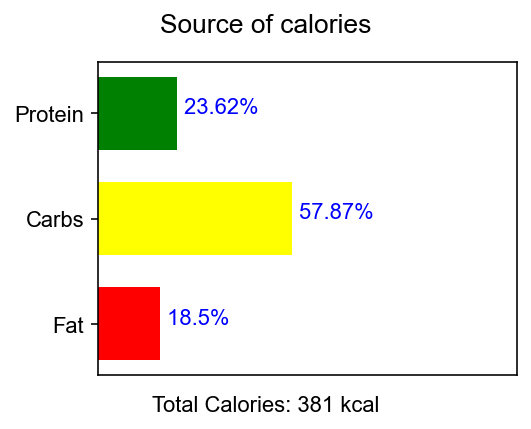 Source of calories
Protein 23.62%
Carbs 57.87%
Fat 18.5%
Total Calories: 381 kcal